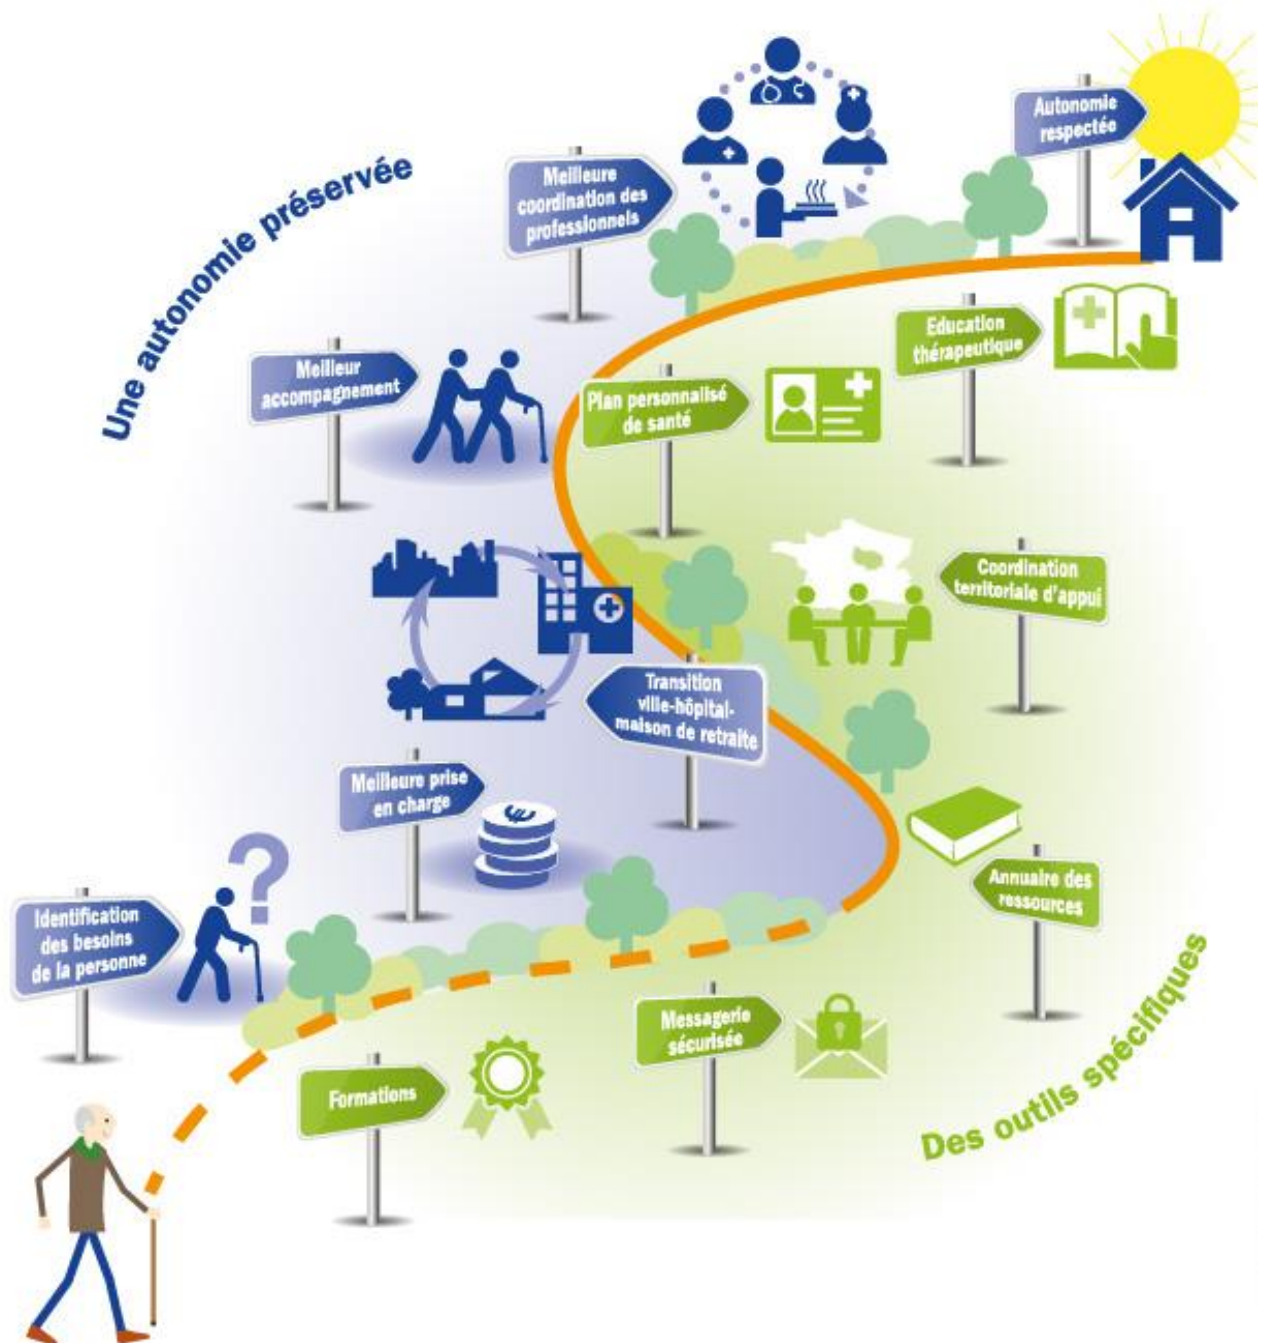 Autonomie
respectée
Meilleure
coordination des
professionnels
Une autonomie préservée
Education
thérapeutique
Meilleur
accompagnement
Plan personnalisé
de santé
Coordination
territoriale d'appui
Transition
ville-hôpital-
maison de retraite
Meilleure prise
en charge
?
Annuaire des
ressources
Identification
des besoins
de la personne
Messagerie
sécurisée
Formations
Des outils spécifiques